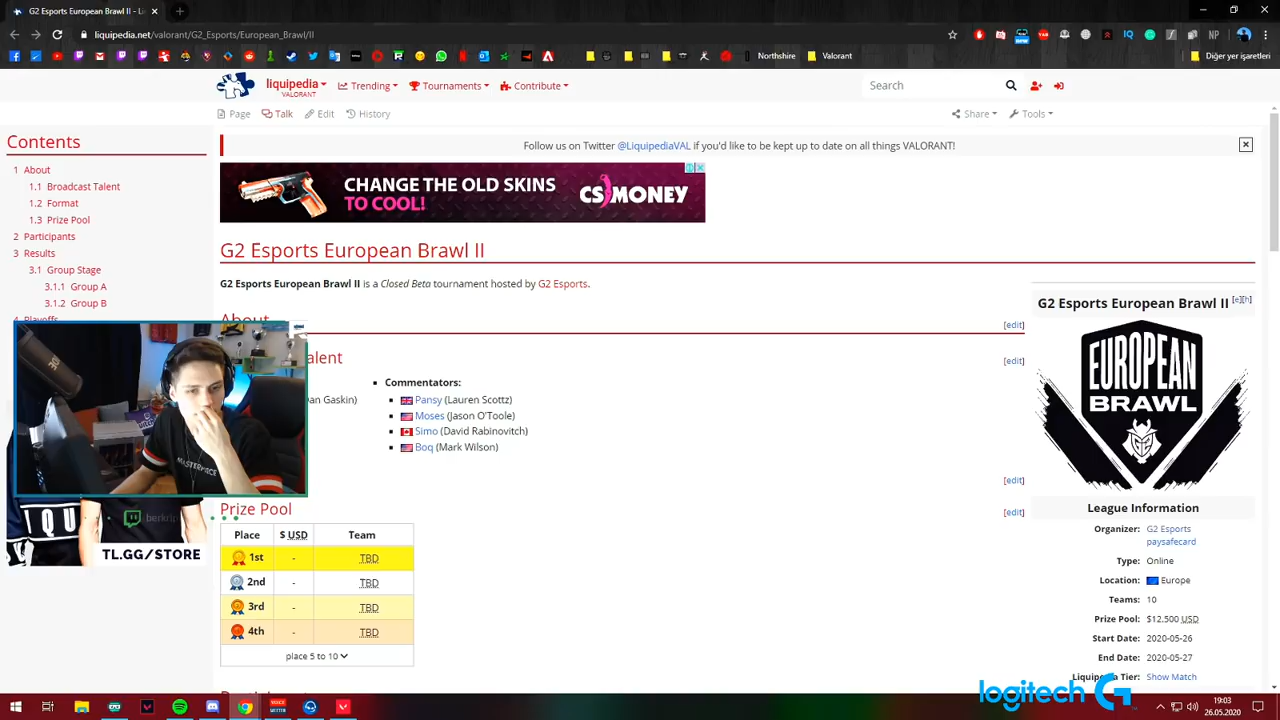 G2 Esports European Brawl II - Li
liquipedia.net/valorant/G2_Esports/European_Brawl/II
Northshire
Valorant
Diğer yer işaretleri
liquipedia
VALORANT
Trending
Tournaments
Contribute
Search
Page
Talk
Edit
History
Share
Tools
Contents
1 About
1.1 Broadcast Talent
1.2 Format
1.3 Prize Pool
2 Participants
3 Results
3.1 Group Stage
3.1.1 Group A
3.1.2 Group B
4 Playoffs
Follow us on Twitter @LiquipediaVAL if you'd like to be kept up to date on all things VALORANT!
CHANGE THE OLD SKINS
TO COOL!
CS MONEY
G2 Esports European Brawl II
G2 Esports European Brawl II is a Closed Beta tournament hosted by G2 Esports.
About
[edit]
alent
[edit]
an Gaskin)
Commentators:
Pansy (Lauren Scottz)
Moses (Jason O'Toole)
Simo (David Rabinovitch)
Boq (Mark Wilson)
[edit]
Prize Pool
[edit]
Place $ USD Team
1st - TBD
2nd - TBD
3rd - TBD
4th - TBD
place 5 to 10
MASTERPIECE
TL.GG/STORE
G2 Esports European Brawl II [e][h]
EUROPEAN
BRAWL
League Information
Organizer: G2 Esports
paysafecard
Type: Online
Location: Europe
Teams: 10
Prize Pool: $12,500 USD
Start Date: 2020-05-26
End Date: 2020-05-27
Liquipedia Tier: Show Match
logitech G
19:03
26.05.2020